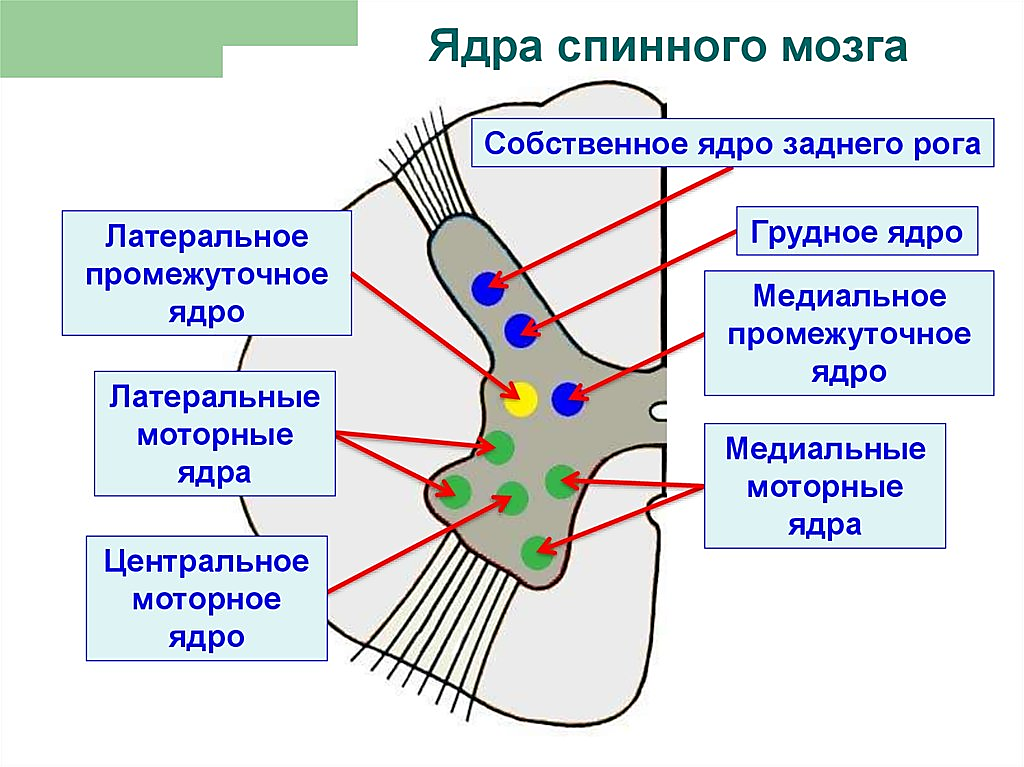 Ядра спинного мозга
Собственное ядро заднего рога
Латеральное
промежуточное
ядро
Грудное ядро
Медиальное
промежуточное
ядро
Латеральные
моторные
ядра
Медиальные
моторные
ядра
Центральное
моторное
ядро